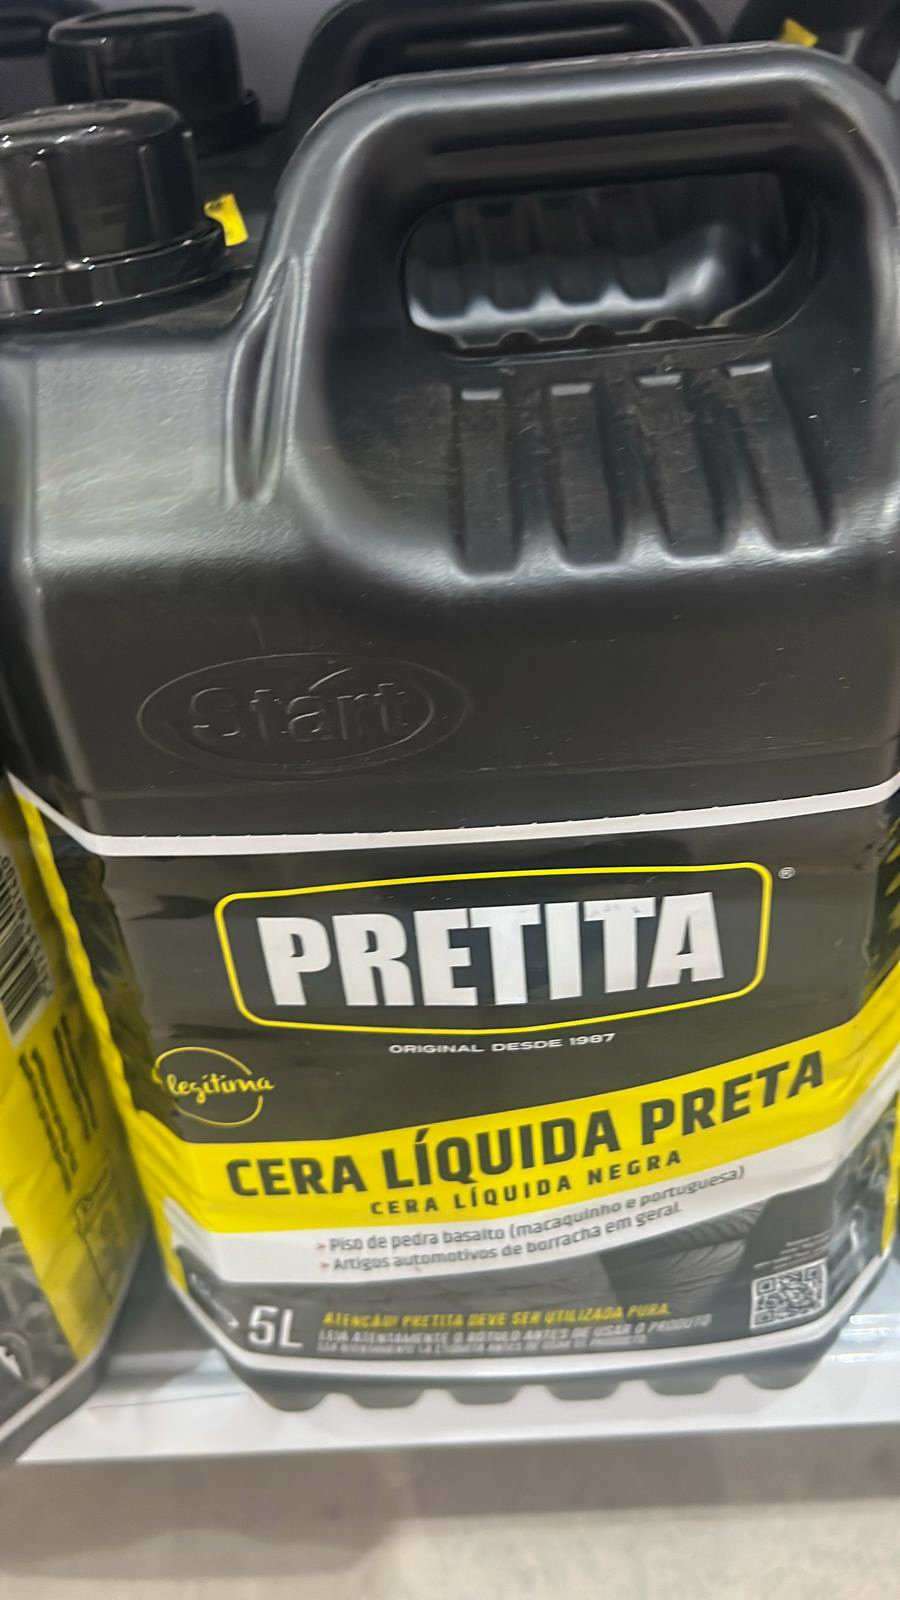 Start
PRETITA®
ORIGINAL DESDE 1987
legítima
CERA LÍQUIDA PRETA
CERA LÍQUIDA NEGRA
> Piso de pedra basalto (macaquinho e portuguesa)
> Artigos automotivos de borracha em geral.
5L
ATENÇÃO! PRETITA DEVE SER UTILIZADA PURA.
LEIA ATENTAMENTE O RÓTULO ANTES DE USAR O PRODUTO